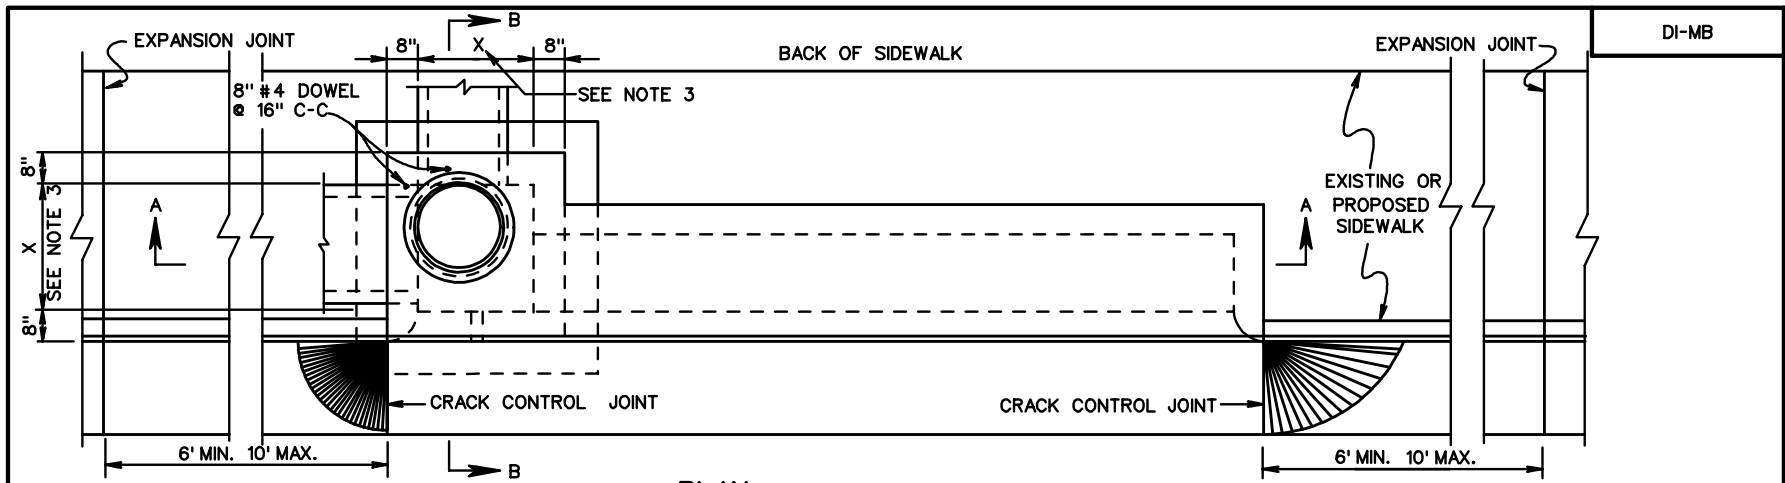 DI-MB
B
EXPANSION JOINT
8" X 8"
BACK OF SIDEWALK
EXPANSION JOINT
8" #4 DOWEL
@ 16" C-C
SEE NOTE 3
8"
X
SEE NOTE 3
8"
A
EXISTING OR
PROPOSED
SIDEWALK
A
CRACK CONTROL JOINT
CRACK CONTROL JOINT
6' MIN. 10' MAX.
B
6' MIN. 10' MAX.